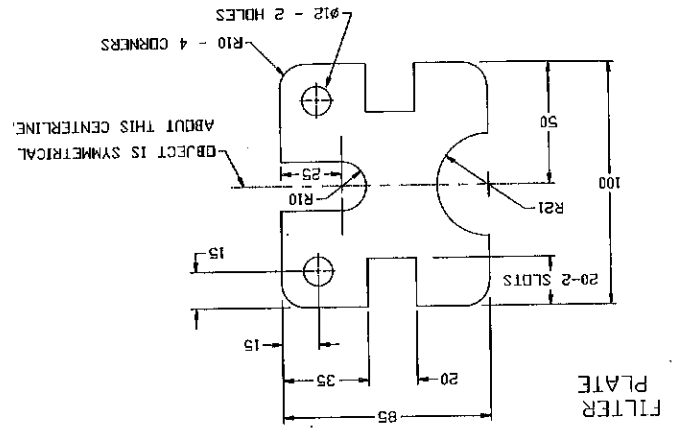 FILTER
PLATE
85
20
35
15
15
20-2 SLOTS
R21
100
50
R10
25
OBJECT IS SYMMETRICAL
ABOUT THIS CENTERLINE.
R10 - 4 CORNERS
ø12 - 2 HOLES